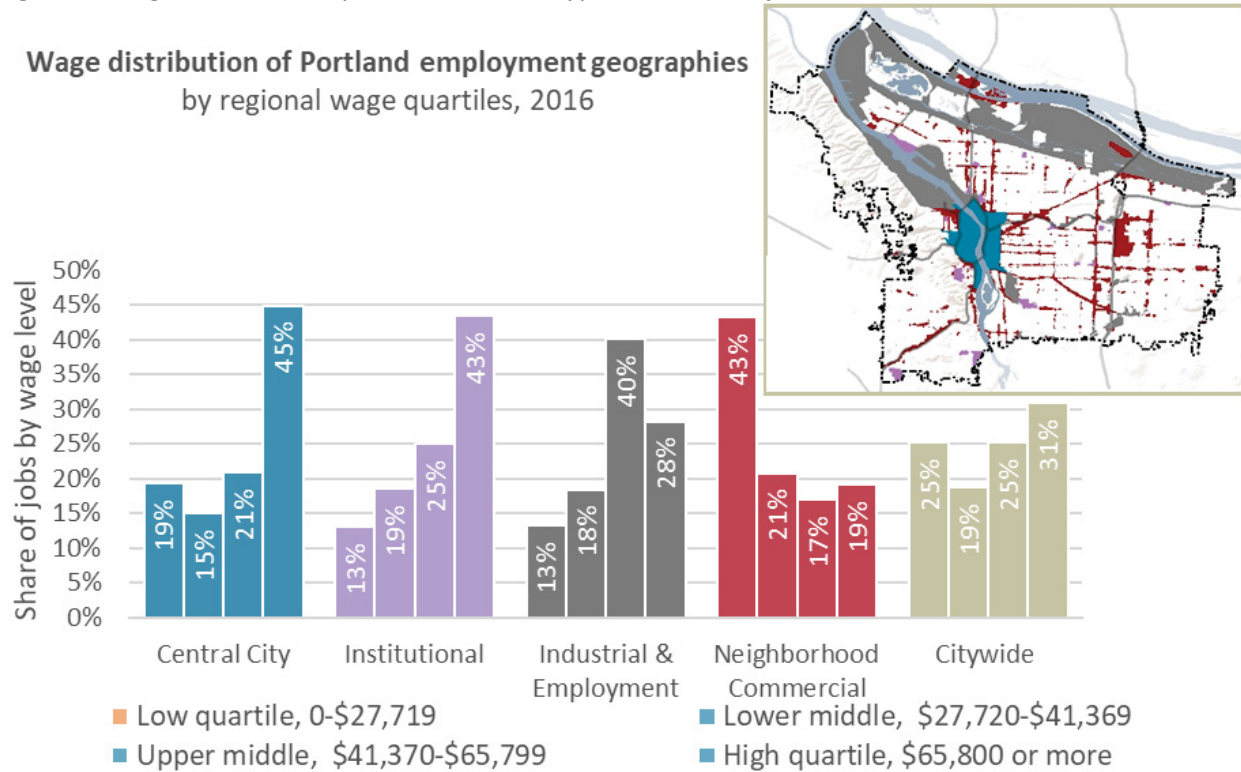 Wage distribution of Portland employment geographies
by regional wage quartiles, 2016
Share of jobs by wage level
50%
45%
40%
35%
30%
25%
20%
15%
10%
5%
0%
19%
15%
21%
45%
13%
19%
25%
43%
13%
18%
40%
28%
43%
21%
17%
19%
25%
19%
25%
31%
Central City
Institutional
Industrial &
Employment
Neighborhood
Commercial
Citywide
Low quartile, 0-$27,719
Lower middle, $27,720-$41,369
Upper middle, $41,370-$65,799
High quartile, $65,800 or more